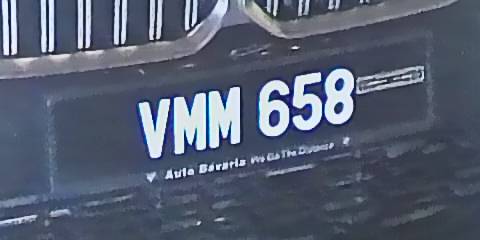 VMM 658
Auto Bavaria We Go The Distance